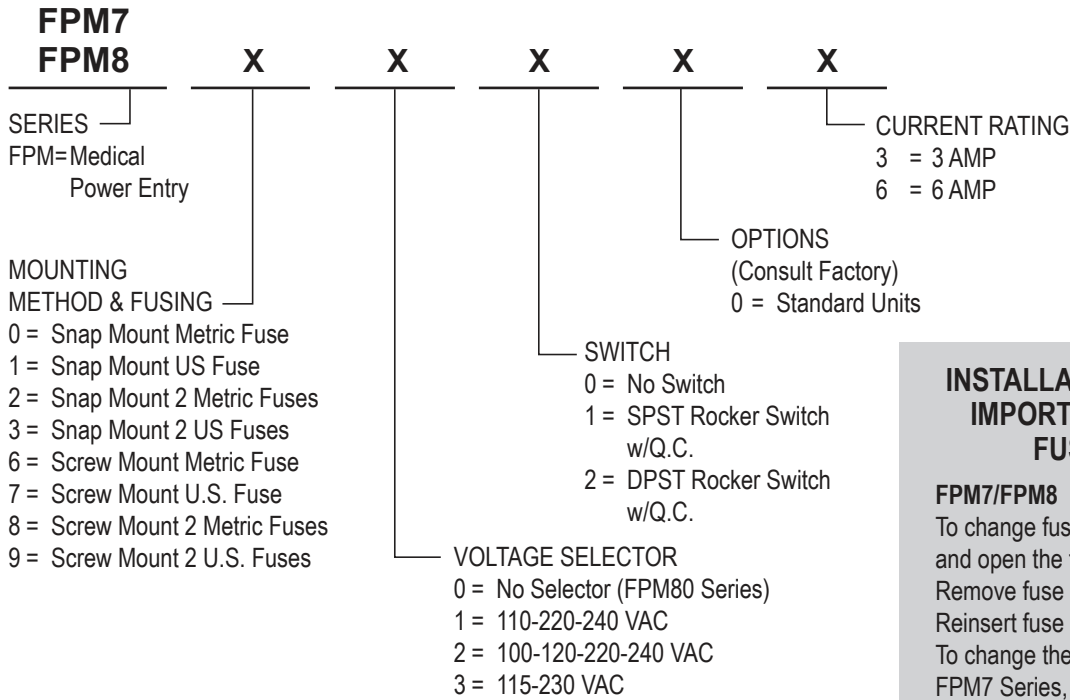 FPM7
FPM8 X X X X X
SERIES
FPM=Medical
Power Entry
MOUNTING
METHOD & FUSING
0 = Snap Mount Metric Fuse
1 = Snap Mount US Fuse
2 = Snap Mount 2 Metric Fuses
3 = Snap Mount 2 US Fuses
6 = Screw Mount Metric Fuse
7 = Screw Mount U.S. Fuse
8 = Screw Mount 2 Metric Fuses
9 = Screw Mount 2 U.S. Fuses
VOLTAGE SELECTOR
0 = No Selector (FPM80 Series)
1 = 110-220-240 VAC
2 = 100-120-220-240 VAC
3 = 115-230 VAC
SWITCH
0 = No Switch
1 = SPST Rocker Switch
w/Q.C.
2 = DPST Rocker Switch
w/Q.C.
OPTIONS
(Consult Factory)
0 = Standard Units
CURRENT RATING
3 = 3 AMP
6 = 6 AMP
FPM7/FPM8
To change
and open the
Remove fuse
Reinsert fuse
To change the
FPM7 Series,